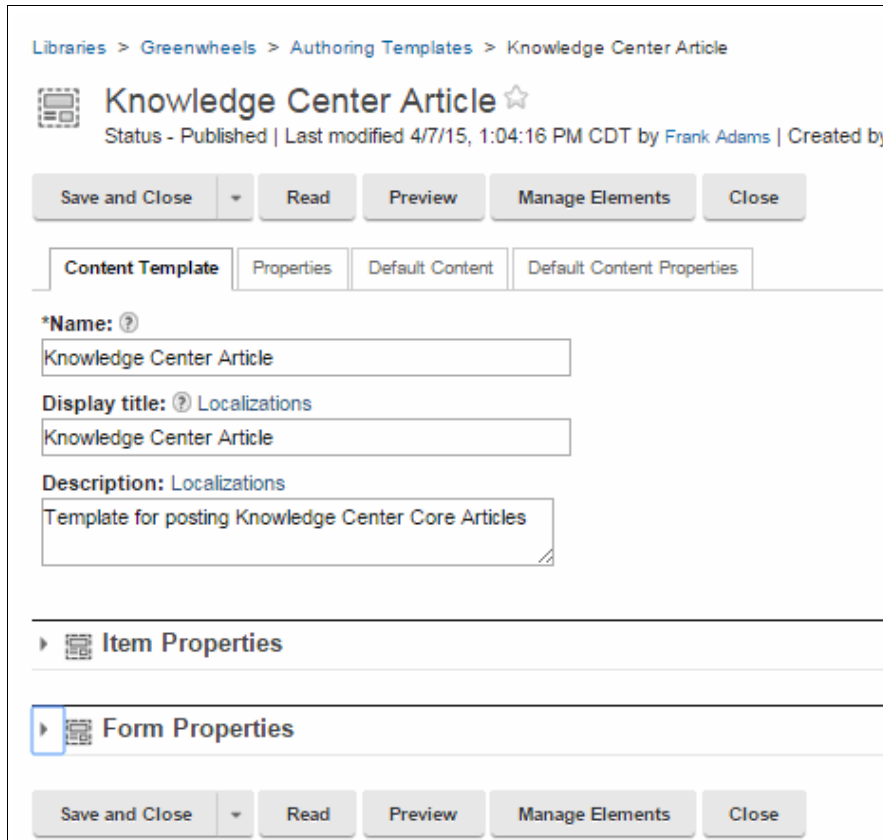 Libraries > Greenwheels > Authoring Templates > Knowledge Center Article
Knowledge Center Article
Status - Published | Last modified 4/7/15, 1:04:16 PM CDT by Frank Adams | Created by
Save and Close Read Preview Manage Elements Close
Content Template Properties Default Content Default Content Properties
*Name: ?
Knowledge Center Article
Display title: ? Localizations
Knowledge Center Article
Description: Localizations
Template for posting Knowledge Center Core Articles
Item Properties
Form Properties
Save and Close Read Preview Manage Elements Close